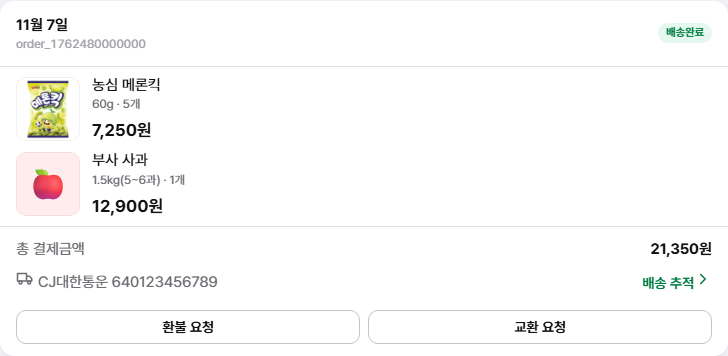 11월 7일
order_1762480000000
배송완료
메론킥
농심 메론킥
60g · 5개
7,250원
부사 사과
1.5kg(5~6과) · 1개
12,900원
총 결제금액
21,350원
CJ대한통운 640123456789
배송 추적
환불 요청
교환 요청